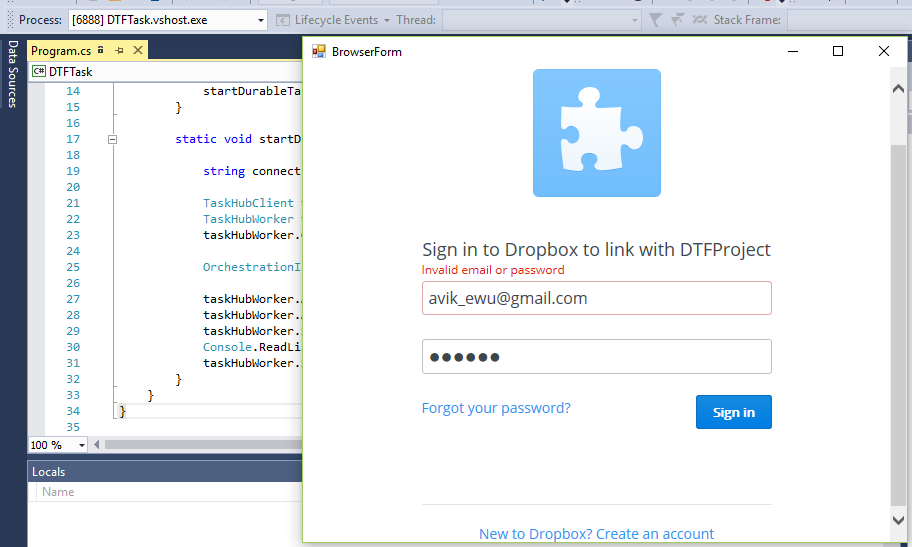 Process: [6888] DTFTask.vshost.exe Lifecycle Events Thread: Stack Frame:
Data Sources
Program.cs
C# DTFTask
14 startDurableTa
15 }
16
17 static void startD
18
19 string connect
20
21 TaskHubClient
22 TaskHubWorker
23 taskHubWorker.
24
25 OrchestrationI
26
27 taskHubWorker.
28 taskHubWorker.
29 taskHubWorker.
30 Console.ReadLi
31 taskHubWorker.
32 }
33 }
34 }
35
100 %
Locals
Name
BrowserForm
Sign in to Dropbox to link with DTFProject
Invalid email or password
avik_ewu@gmail.com
●●●●●●
Forgot your password?
Sign in
New to Dropbox? Create an account